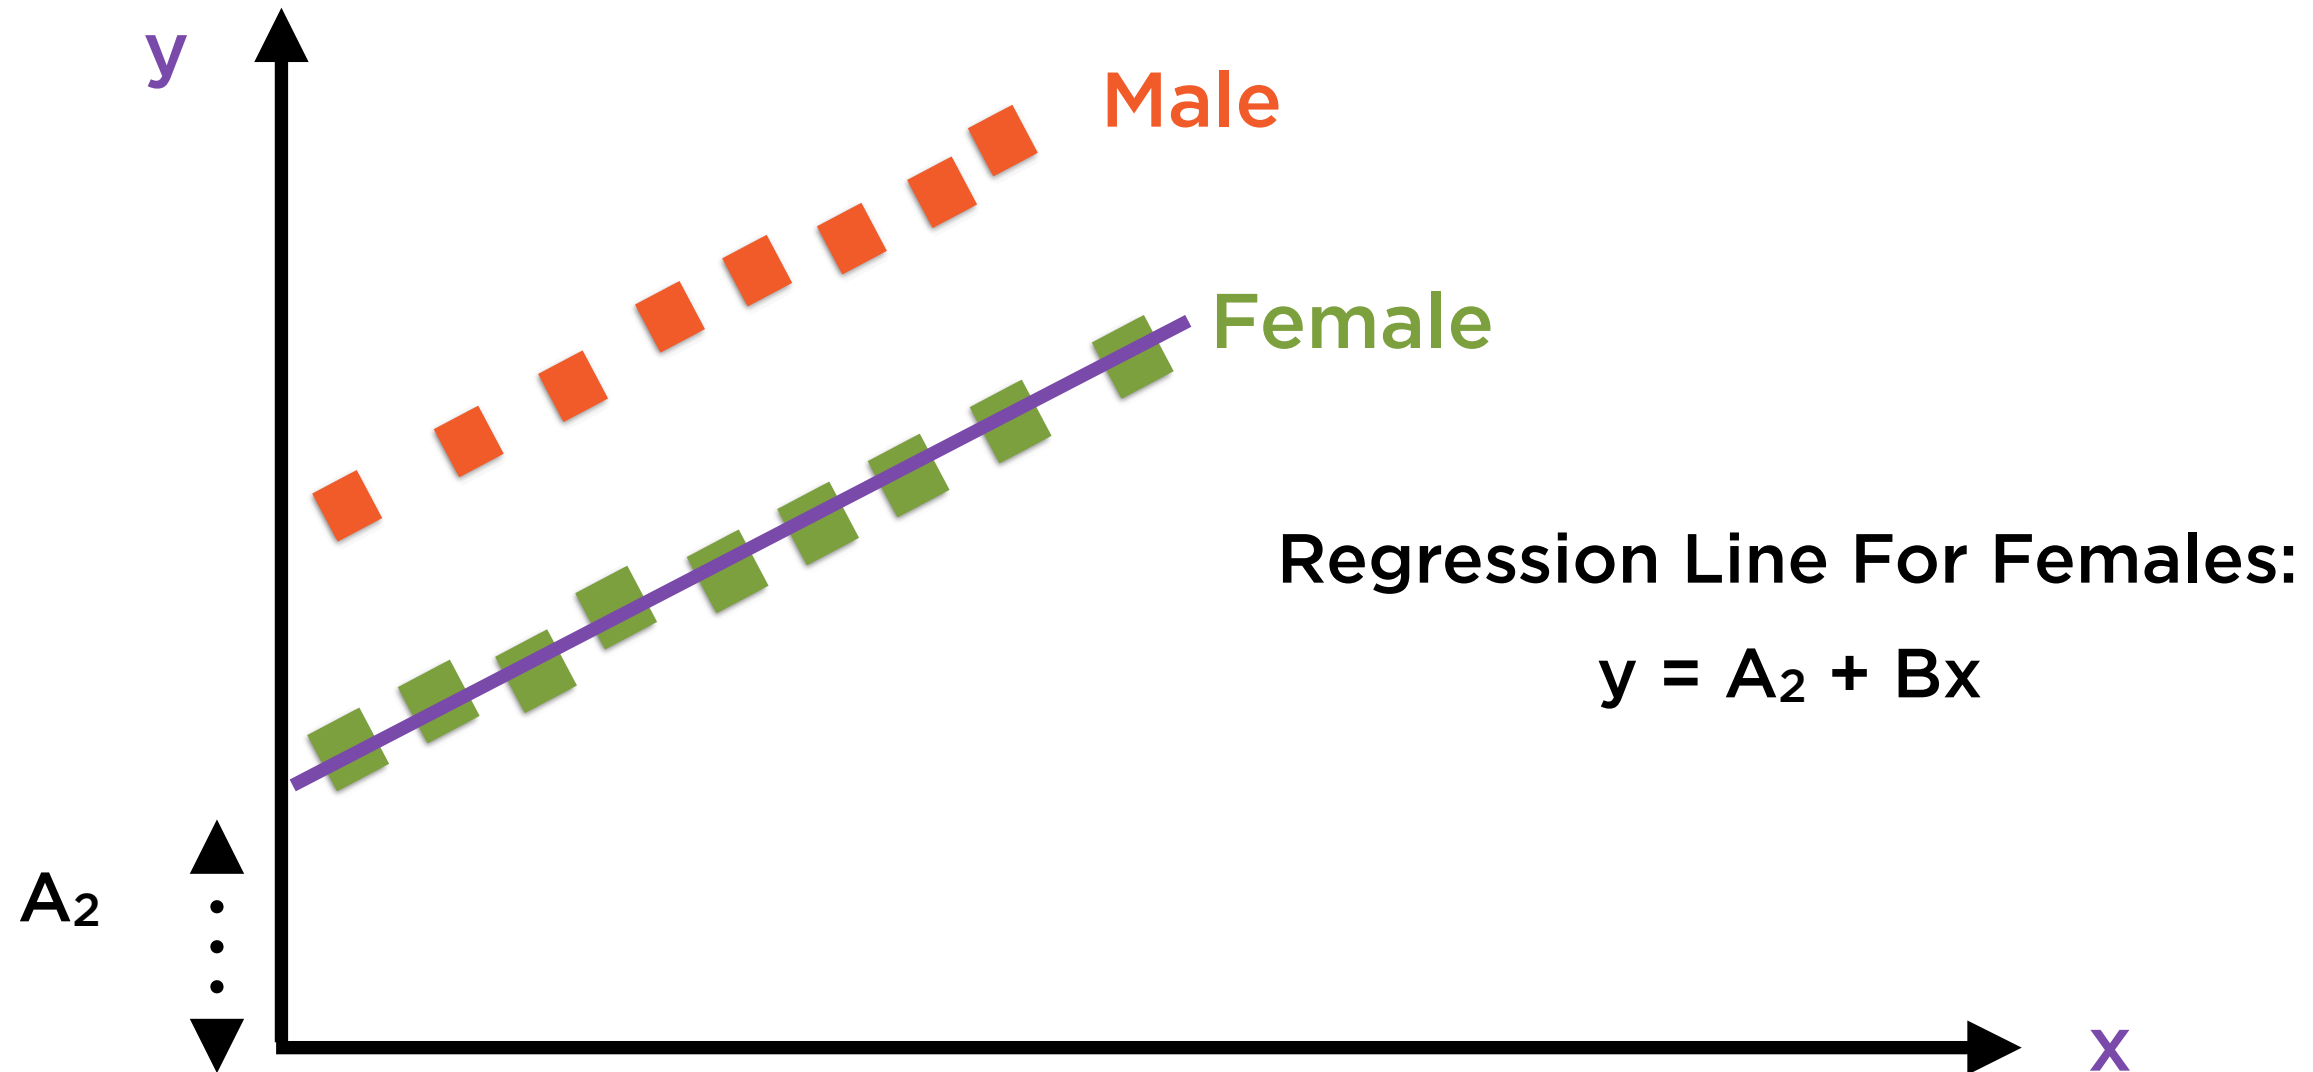 y
Male
Female
Regression Line For Females:
y = A₂ + Bx
A₂
x